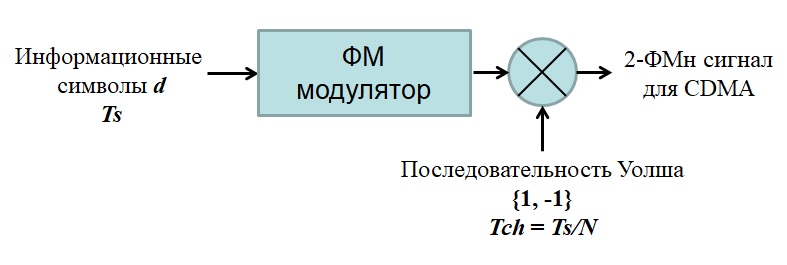 Информационные
символы d
Ts
ФМ
модулятор
2-ФМн сигнал
для CDMA
Последовательность Уолша
{1, -1}
Tch = Ts/N